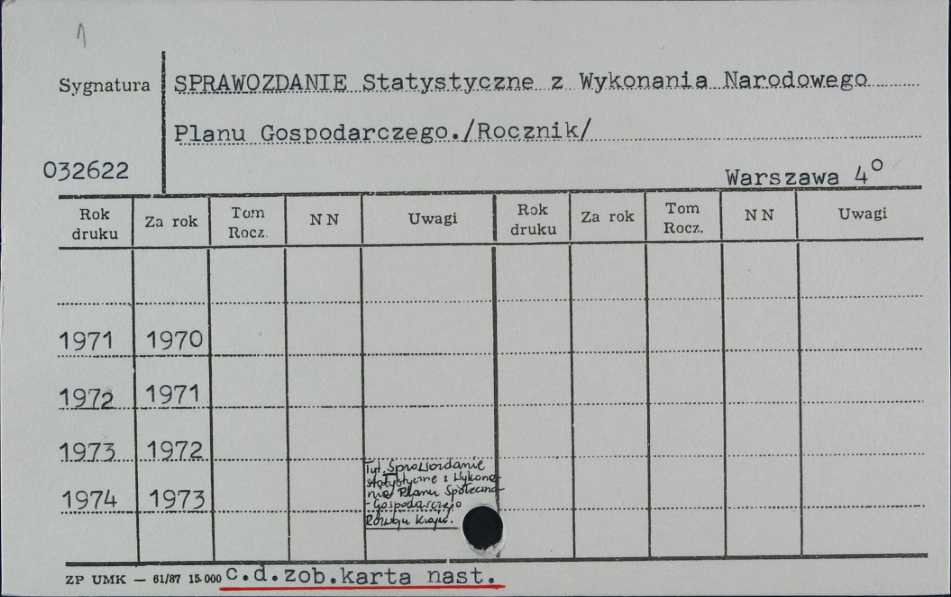 1
Sygnatura
SPRAWOZDANIE Statystyczne z Wykonania Narodowego
Planu Gospodarczego./Rocznik/
032622
Warszawa 4°
Rok druku Za rok Tom Rocz. N N Uwagi Rok druku Za rok Tom Rocz. N N Uwagi
1971 1970
1972 1971
1973 1972
1974 1973
Tyt. Sprawozdanie
statystyczne z Wykona-
nia Planu Społeczno-
-Gospodarczego
Rozwoju Kraju.
ZP UMK — 61/87 15 000 c.d.zob.karta nast.